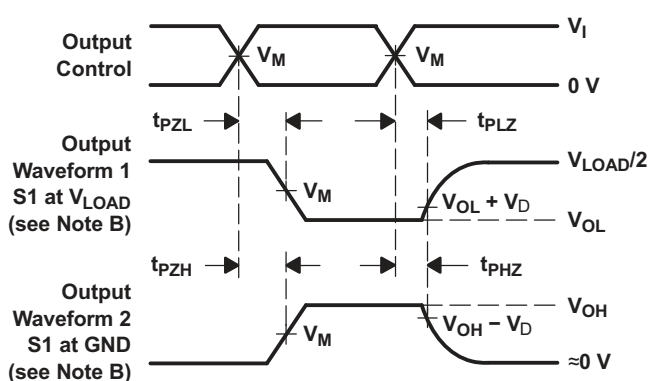 Output
Control
V_M
V_M
V_I
0 V
t_PZL
t_PLZ
Output
Waveform 1
S1 at V_LOAD
(see Note B)
V_M
V_OL + V_D
V_LOAD/2
V_OL
t_PZH
t_PHZ
Output
Waveform 2
S1 at GND
(see Note B)
V_M
V_OH − V_D
V_OH
≈0 V